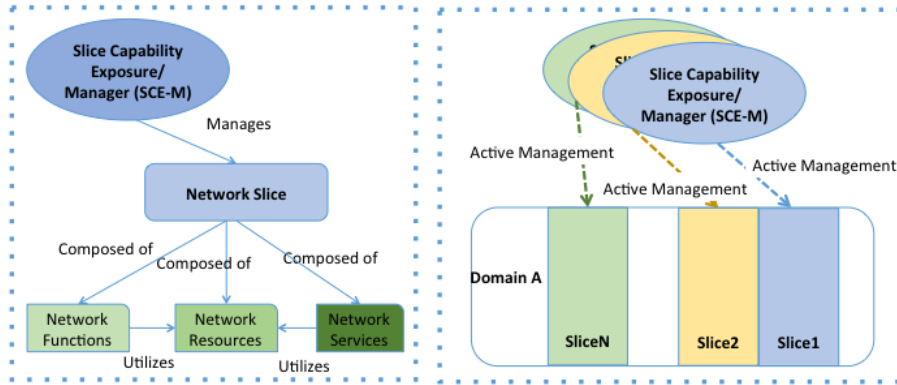 Slice Capability
Exposure/
Manager (SCE-M)
Manages
Network Slice
Composed of
Composed of
Composed of
Network
Functions
Network
Resources
Network
Services
Utilizes
Utilizes
Slice Capability
Exposure/
Manager (SCE-M)
Active Management
Active Management
Active Management
Domain A
SliceN
Slice2
Slice1